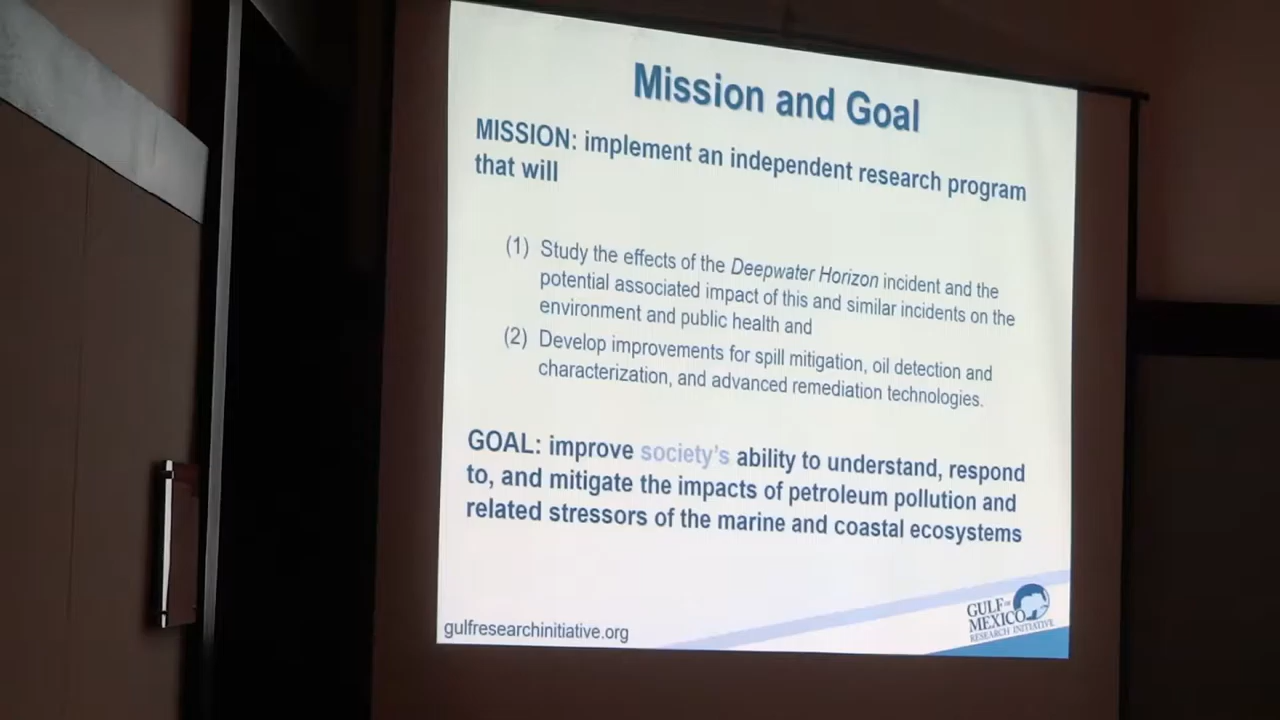 Mission and Goal
MISSION: implement an independent research program
that will
(1) Study the effects of the Deepwater Horizon incident and the
potential associated impact of this and similar incidents on the
environment and public health and
(2) Develop improvements for spill mitigation, oil detection and
characterization, and advanced remediation technologies.
GOAL: improve society's ability to understand, respond
to, and mitigate the impacts of petroleum pollution and
related stressors of the marine and coastal ecosystems
gulfresearchinitiative.org
GULF OF
MEXICO
RESEARCH INITIATIVE